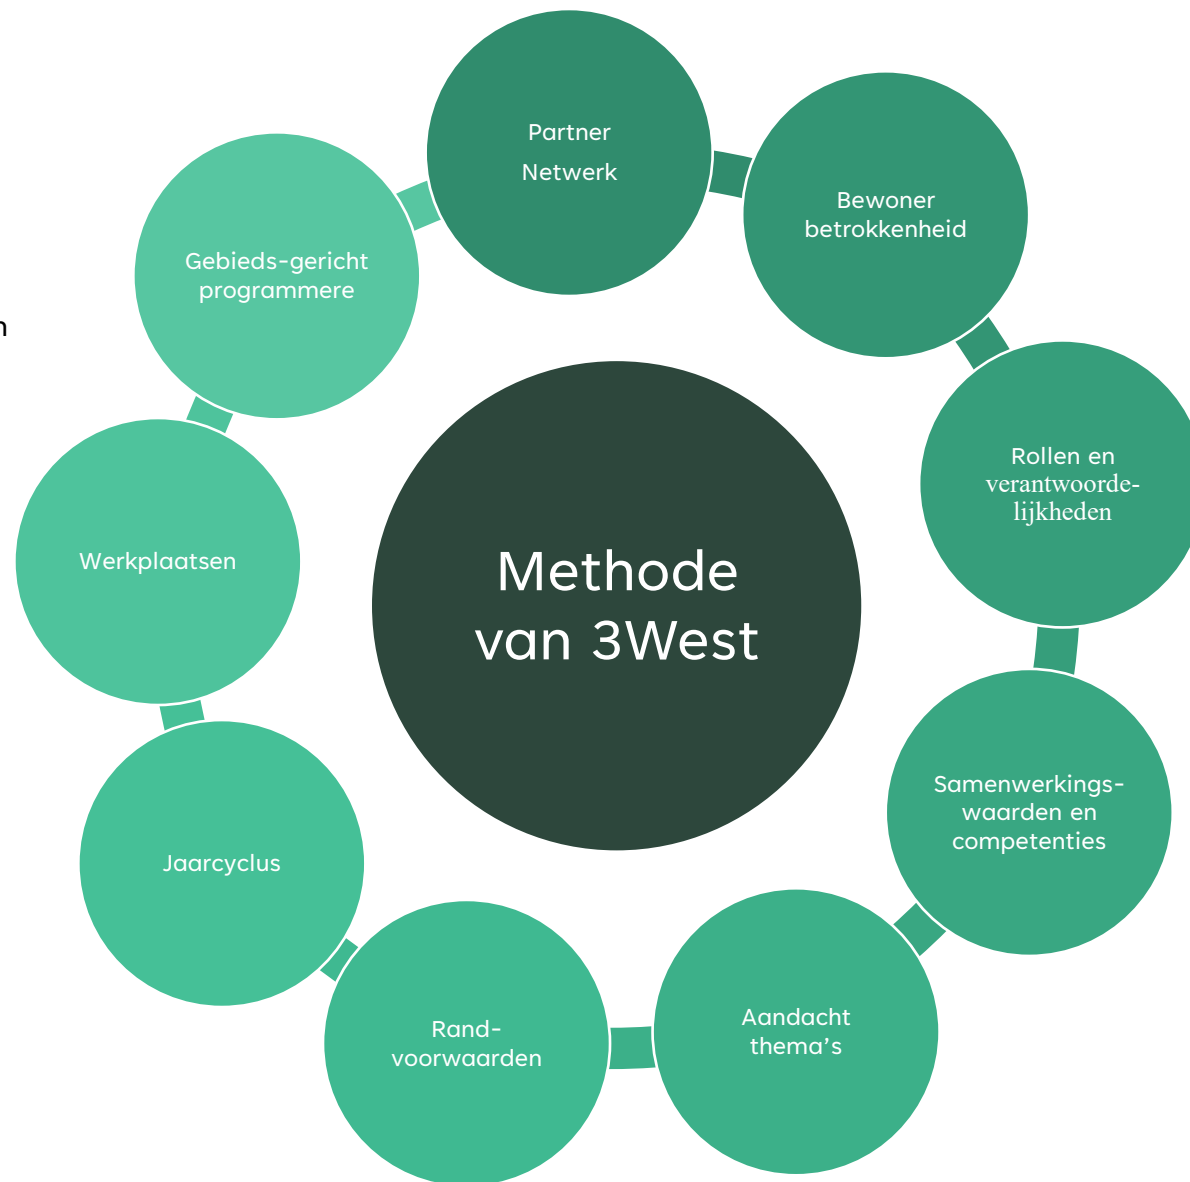 Partner
Netwerk
Bewoner
betrokkenheid
Gebieds-gericht
programmere
n
Rollen en
verantwoorde-
lijkheden
Methode
van 3West
Werkplaatsen
Samenwerkings-
waarden en
competenties
Jaarcyclus
Aandacht
thema's
Rand-
voorwaarden